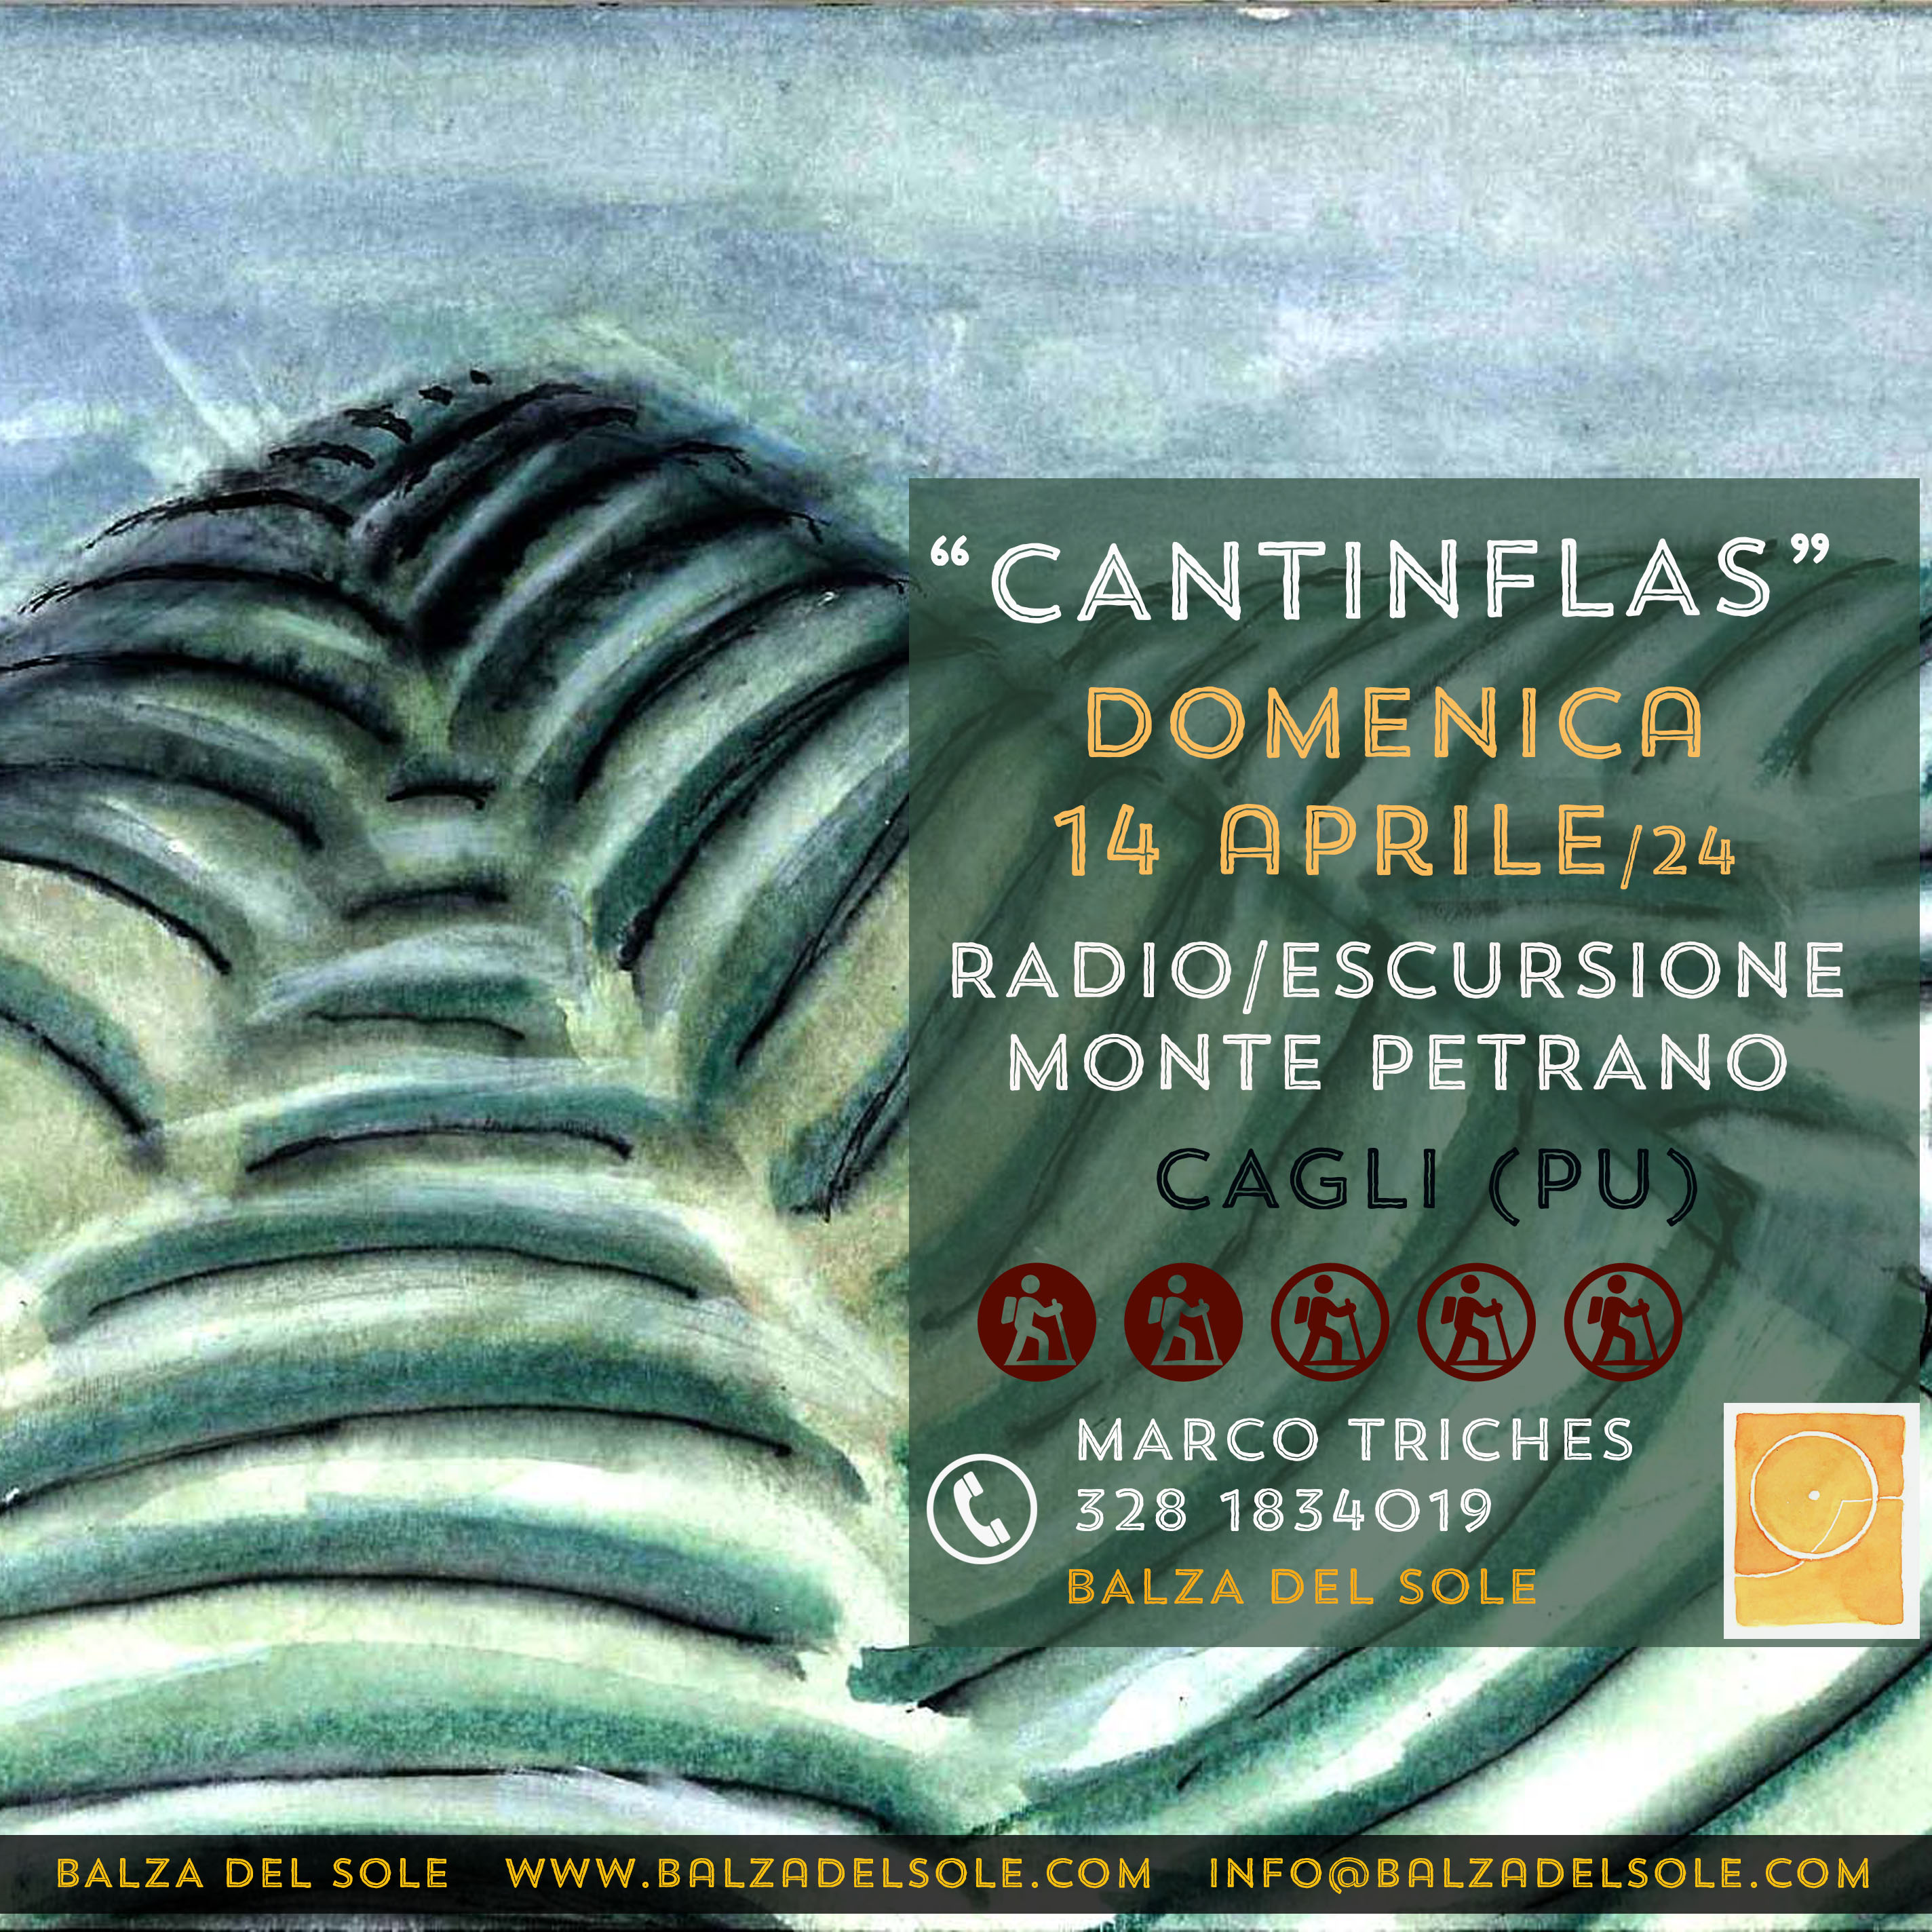 “CANTINFLAS”
DOMENICA
14 APRILE/24
RADIO/ESCURSIONE
MONTE PETRANO
CAGLI (PU)
MARCO TRICHES
328 1834019
BALZA DEL SOLE
BALZA DEL SOLE WWW.BALZADELSOLE.COM INFO@BALZADELSOLE.COM